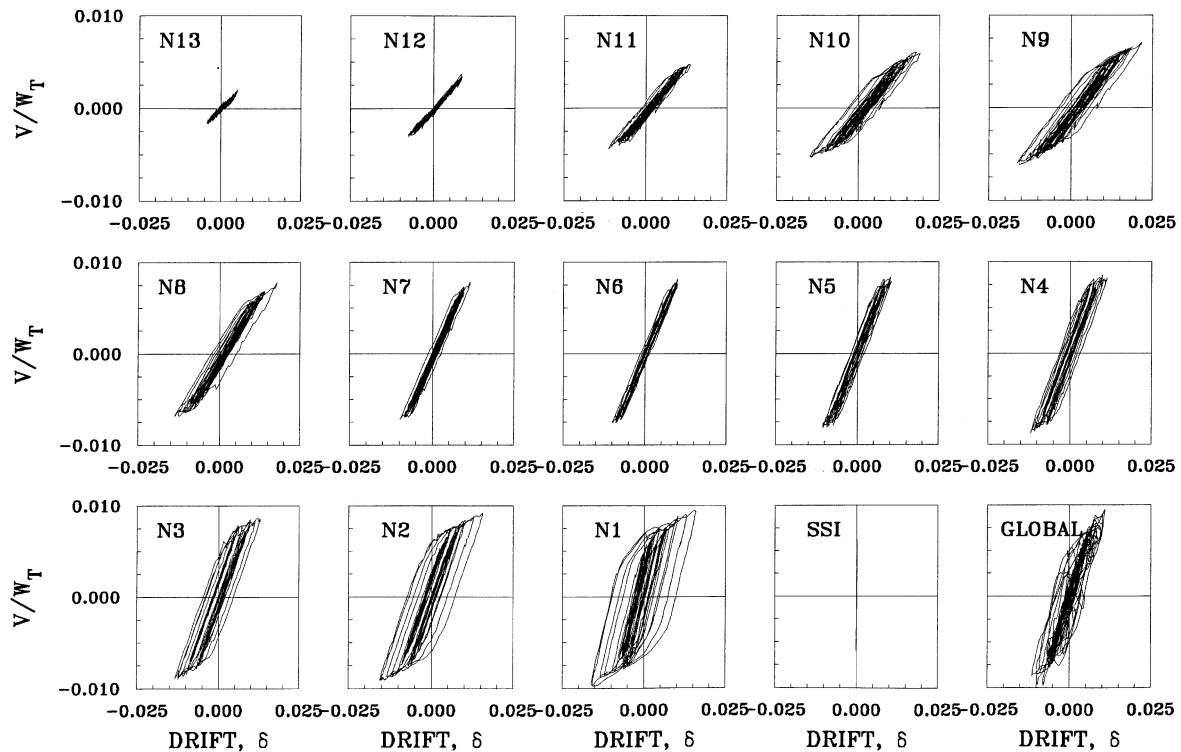 0.010
N13 N12 N11 N10 N9
V/W_T 0.000
-0.010
-0.025 0.000 0.025-0.025 0.000 0.025-0.025 0.000 0.025-0.025 0.000 0.025-0.025 0.000 0.025
0.010
N8 N7 N6 N5 N4
V/W_T 0.000
-0.010
-0.025 0.000 0.025-0.025 0.000 0.025-0.025 0.000 0.025-0.025 0.000 0.025-0.025 0.000 0.025
0.010
N3 N2 N1 SSI GLOBAL
V/W_T 0.000
-0.010
-0.025 0.000 0.025-0.025 0.000 0.025-0.025 0.000 0.025-0.025 0.000 0.025-0.025 0.000 0.025
DRIFT, δ DRIFT, δ DRIFT, δ DRIFT, δ DRIFT, δ